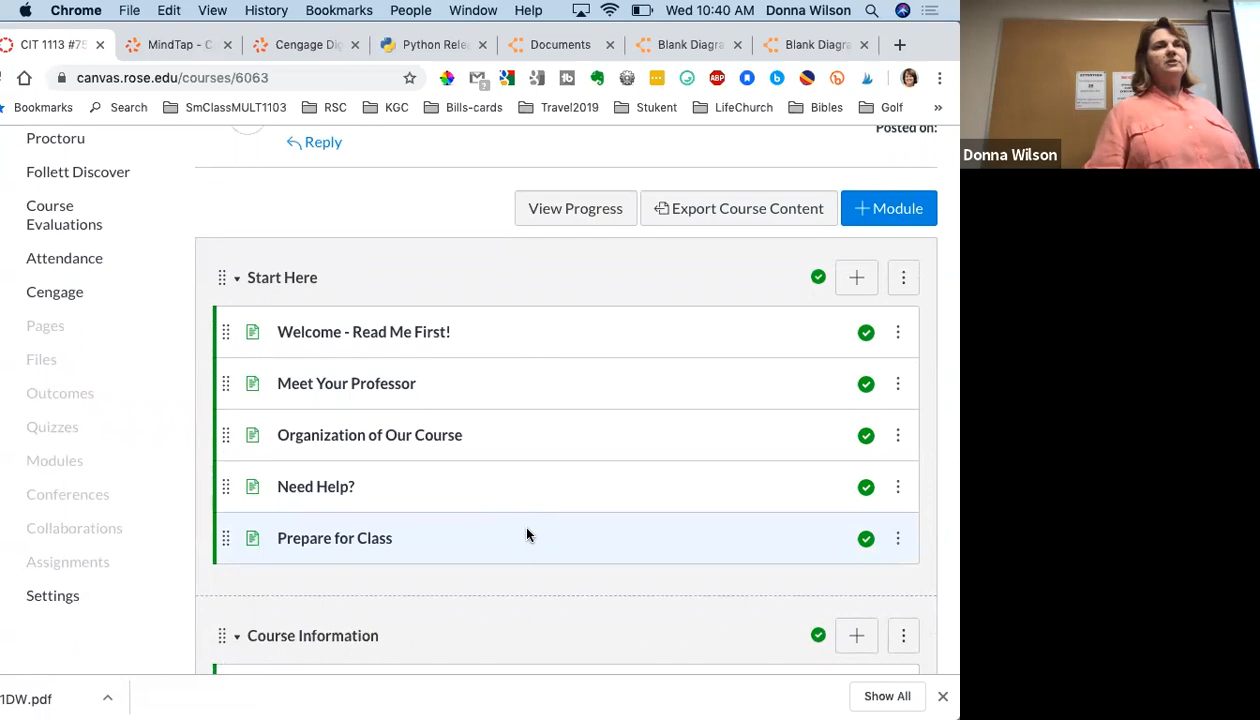 Chrome File Edit View History Bookmarks People Window Help Wed 10:40 AM Donna Wilson
CIT 1113 #75 MindTap - C Cengage Di Python Rele Documents Blank Diagra Blank Diagra
canvas.rose.edu/courses/6063
Bookmarks Search SmClassMULT1103 RSC KGC Bills-cards Travel2019 Stukent LifeChurch Bibles Golf »
Proctoru
Follett Discover
Course
Evaluations
Attendance
Cengage
Pages
Files
Outcomes
Quizzes
Modules
Conferences
Collaborations
Assignments
Settings
Reply
Posted on:
View Progress Export Course Content + Module
Start Here
Welcome - Read Me First!
Meet Your Professor
Organization of Our Course
Need Help?
Prepare for Class
Course Information
1DW.pdf
Show All
ABP
ATTENTION
Donna Wilson